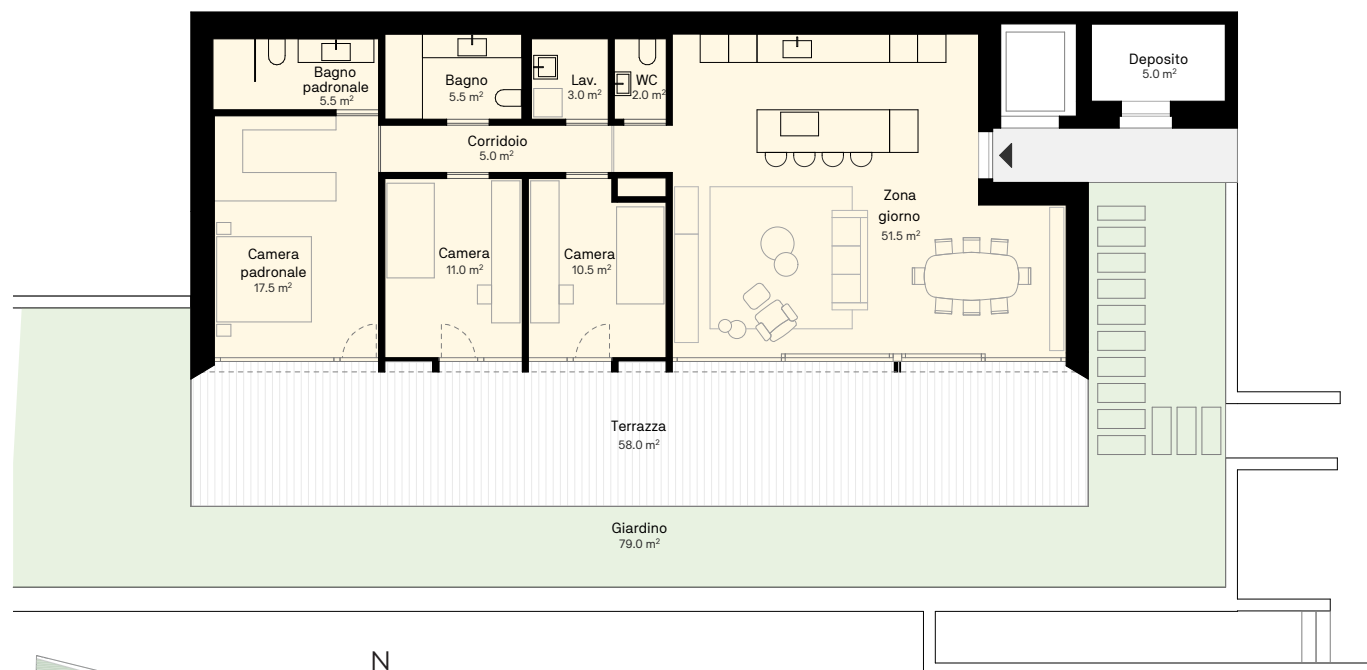 Bagno
padronale
5.5 m²
Bagno
5.5 m²
Lav.
3.0 m²
WC
2.0 m²
Deposito
5.0 m²
Corridoio
5.0 m²
Zona
giorno
51.5 m²
Camera
padronale
17.5 m²
Camera
11.0 m²
Camera
10.5 m²
Terrazza
58.0 m²
Giardino
79.0 m²
N